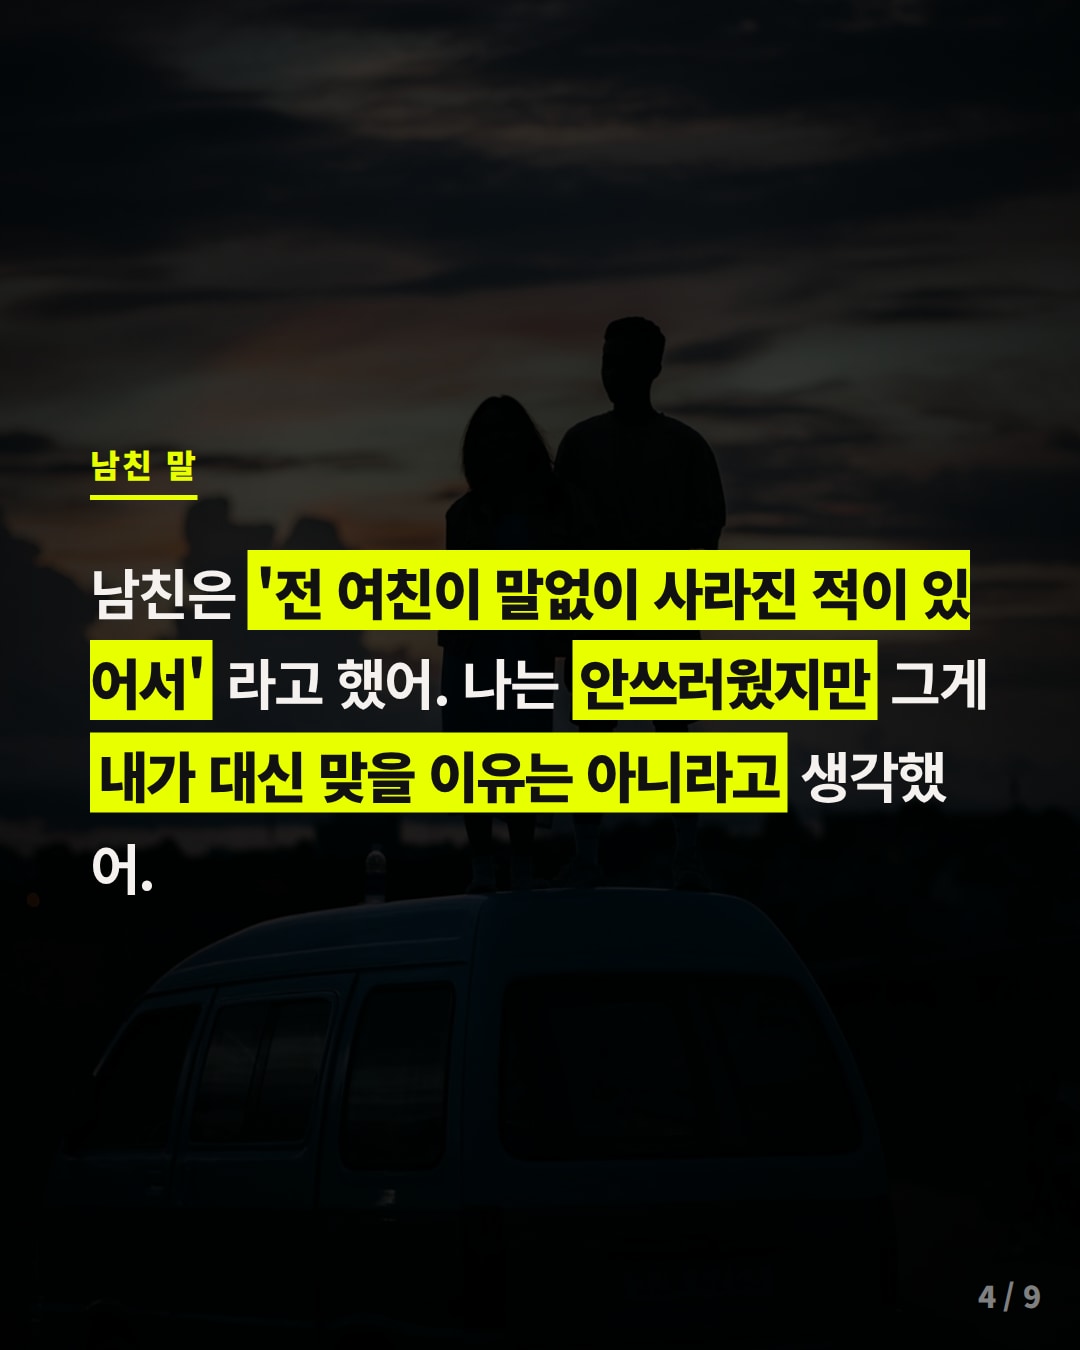 남친 말
남친은 '전 여친이 말없이 사라진 적이 있
어서' 라고 했어. 나는 안쓰러웠지만 그게
내가 대신 맞을 이유는 아니라고 생각했
어.
4 / 9